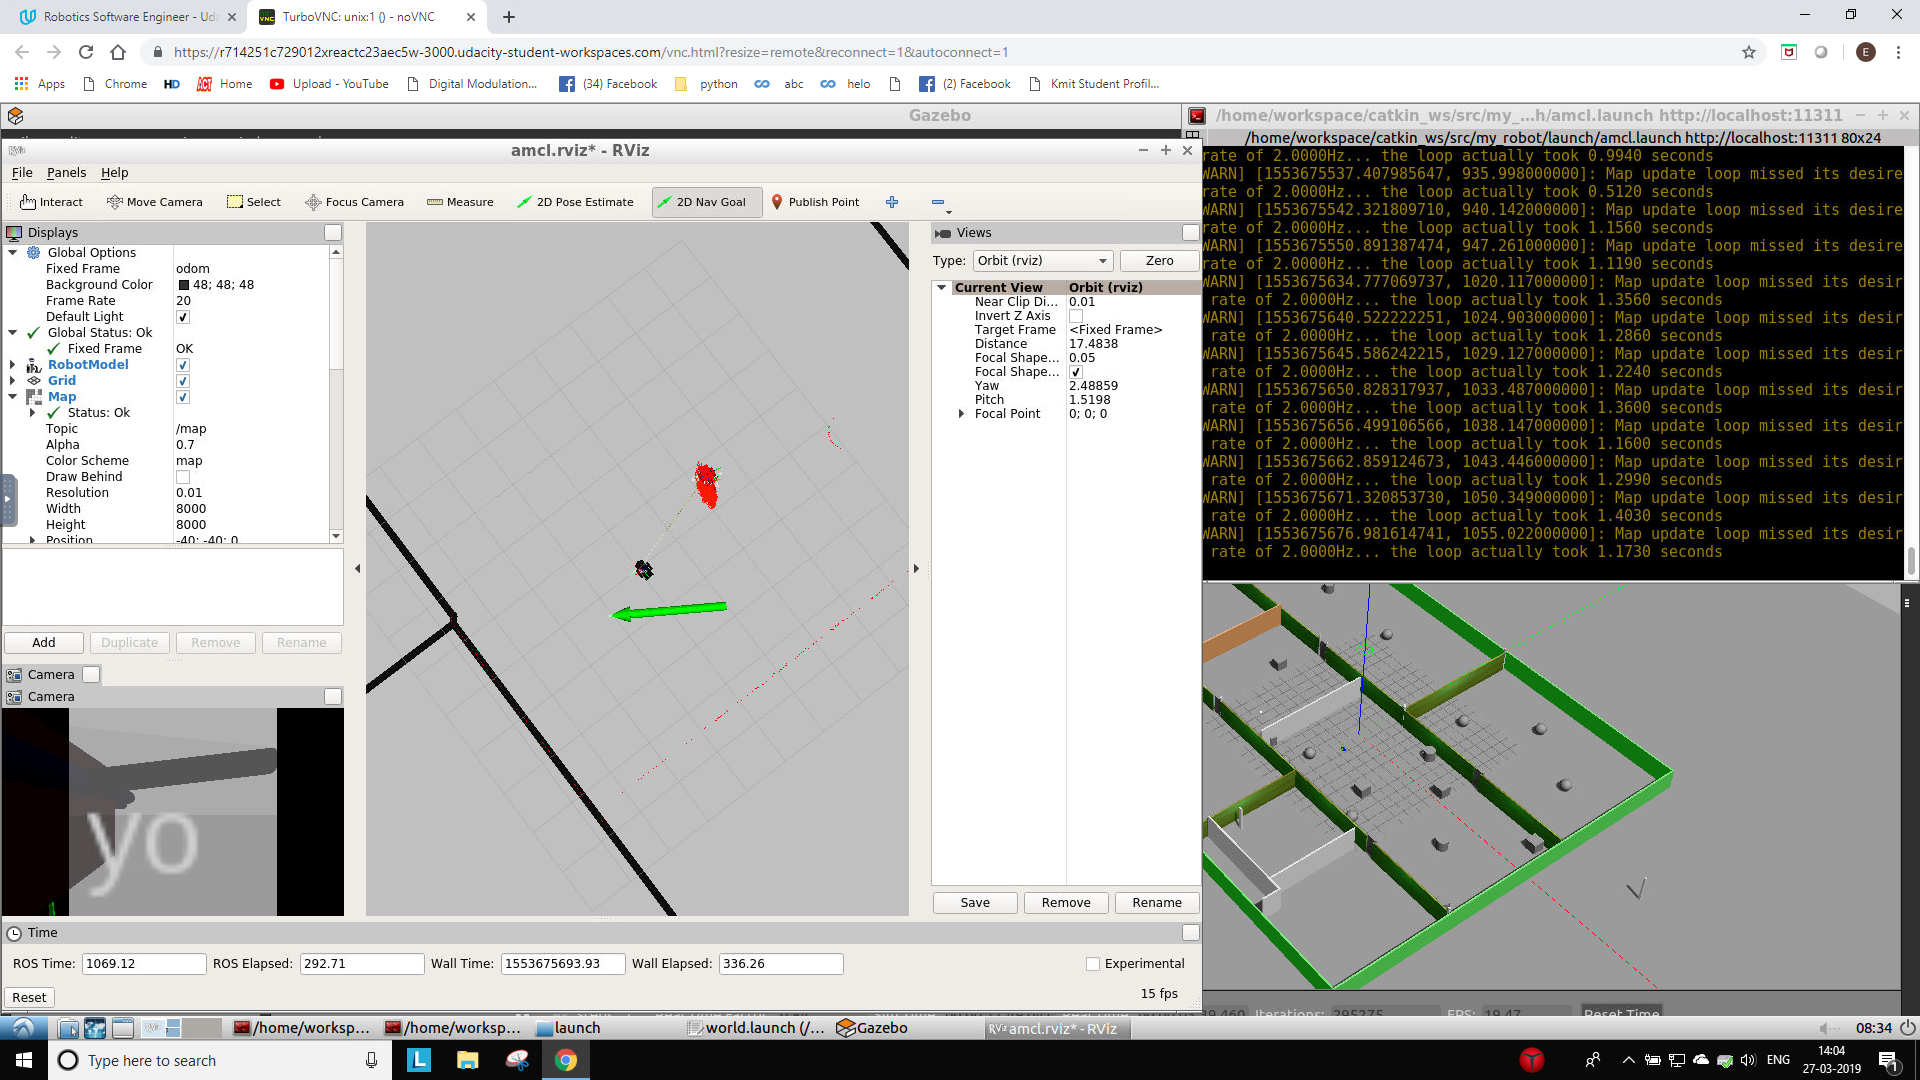 Robotics Software Engineer - Uda
TurboVNC: unix:1 () - noVNC
https://r714251c729012xreactc23aec5w-3000.udacity-student-workspaces.com/vnc.html?resize=remote&reconnect=1&autoconnect=1
E
Apps Chrome HD ACT Home Upload - YouTube Digital Modulation... (34) Facebook python abc helo (2) Facebook Kmit Student Profil...
Gazebo
/home/workspace/catkin_ws/src/my_...h/amcl.launch http://localhost:11311
/home/workspace/catkin_ws/src/my_robot/launch/amcl.launch http://localhost:11311 80x24
amcl.rviz* - RViz
File Panels Help
Interact Move Camera Select Focus Camera Measure 2D Pose Estimate 2D Nav Goal Publish Point
Displays
Global Options
Fixed Frame odom
Background Color 48; 48; 48
Frame Rate 20
Default Light
Global Status: Ok
Fixed Frame OK
RobotModel
Grid
Map
Status: Ok
Topic /map
Alpha 0.7
Color Scheme map
Draw Behind
Resolution 0.01
Width 8000
Height 8000
Position -40; -40; 0
Add Duplicate Remove Rename
Camera
Camera
yo
Views
Type: Orbit (rviz) Zero
Current View Orbit (rviz)
Near Clip Di... 0.01
Invert Z Axis
Target Frame <Fixed Frame>
Distance 17.4838
Focal Shape... 0.05
Focal Shape...
Yaw 2.48859
Pitch 1.5198
Focal Point 0; 0; 0
Save Remove Rename
rate of 2.0000Hz... the loop actually took 0.9940 seconds
WARN] [1553675537.407985647, 935.998000000]: Map update loop missed its desire
rate of 2.0000Hz... the loop actually took 0.5120 seconds
WARN] [1553675542.321809710, 940.142000000]: Map update loop missed its desire
rate of 2.0000Hz... the loop actually took 1.1560 seconds
WARN] [1553675550.891387474, 947.261000000]: Map update loop missed its desire
rate of 2.0000Hz... the loop actually took 1.1190 seconds
WARN] [1553675634.777069737, 1020.117000000]: Map update loop missed its desir
rate of 2.0000Hz... the loop actually took 1.3560 seconds
WARN] [1553675640.522222251, 1024.903000000]: Map update loop missed its desir
rate of 2.0000Hz... the loop actually took 1.2860 seconds
WARN] [1553675645.586242215, 1029.127000000]: Map update loop missed its desir
rate of 2.0000Hz... the loop actually took 1.2240 seconds
WARN] [1553675650.828317937, 1033.487000000]: Map update loop missed its desir
rate of 2.0000Hz... the loop actually took 1.3600 seconds
WARN] [1553675656.499106566, 1038.147000000]: Map update loop missed its desir
rate of 2.0000Hz... the loop actually took 1.1600 seconds
WARN] [1553675662.859124673, 1043.446000000]: Map update loop missed its desir
rate of 2.0000Hz... the loop actually took 1.2990 seconds
WARN] [1553675671.320853730, 1050.349000000]: Map update loop missed its desir
rate of 2.0000Hz... the loop actually took 1.4030 seconds
WARN] [1553675676.981614741, 1055.022000000]: Map update loop missed its desir
rate of 2.0000Hz... the loop actually took 1.1730 seconds
Time
ROS Time: 1069.12 ROS Elapsed: 292.71 Wall Time: 1553675693.93 Wall Elapsed: 336.26 Experimental
Reset 15 fps
Iterations: 295275 FPS: 19.47 Reset Time
/home/worksp... /home/worksp... launch world.launch (/... Gazebo amcl.rviz* - RViz 08:34
Type here to search
ENG
14:04
27-03-2019
1